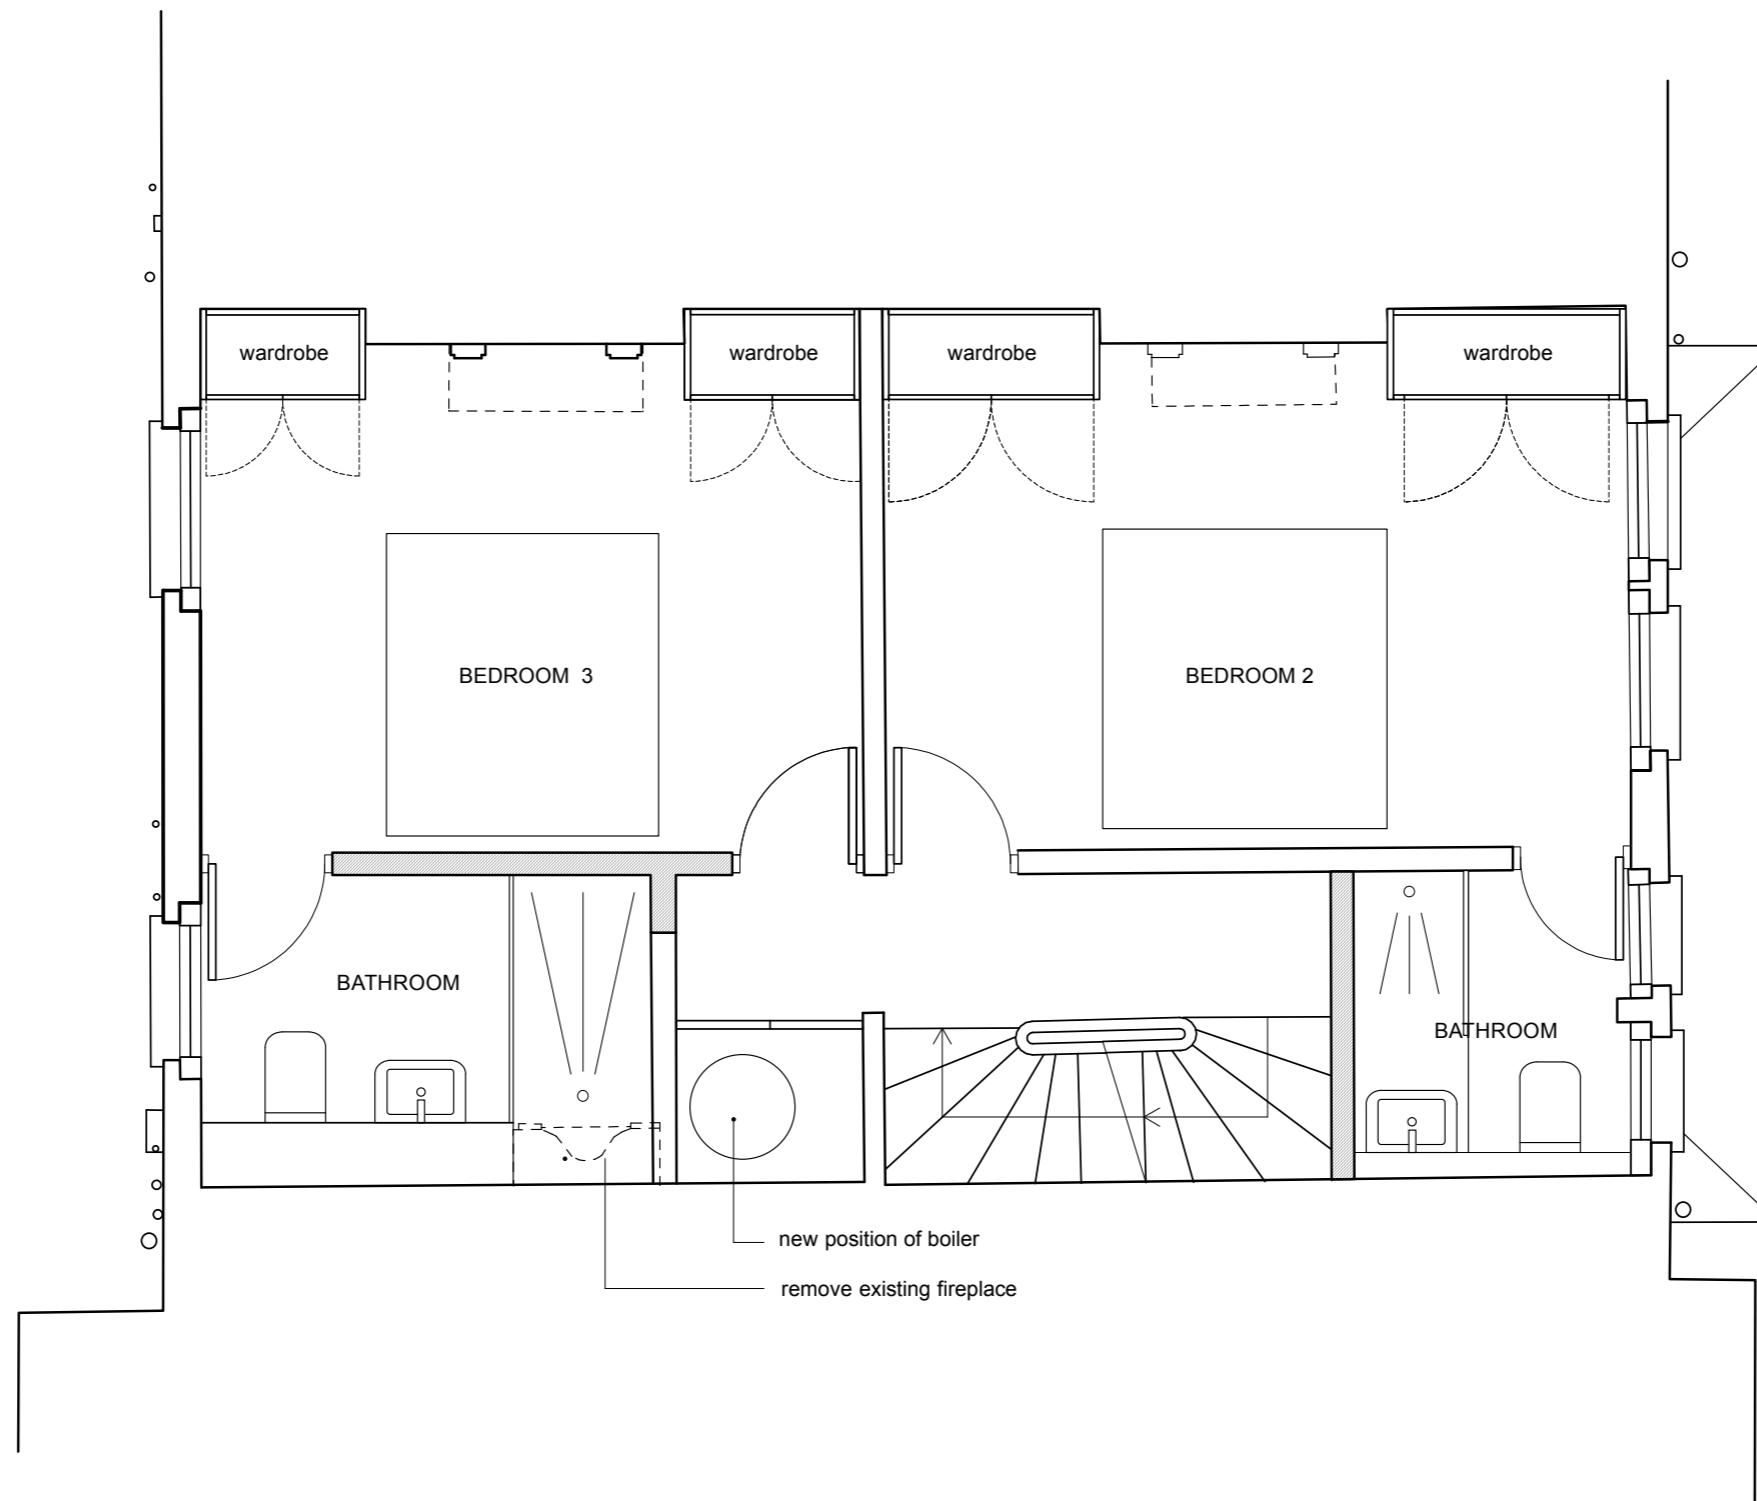 wardrobe
wardrobe
wardrobe
wardrobe
BEDROOM 3
BEDROOM 2
BATHROOM
BATHROOM
new position of boiler
remove existing fireplace